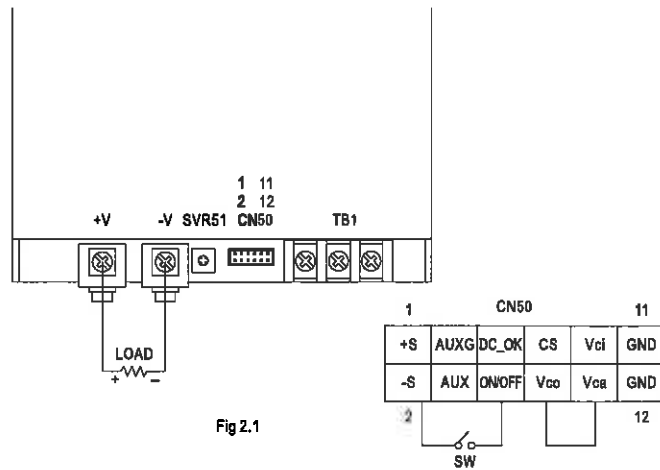 1 11
2 12
+V -V SVR51 CN50 TB1
LOAD
+ −
Fig 2.1
1 CN50 11
+S AUXG DC_OK CS Vci GND
-S AUX ON/OFF Vco Vca GND
2 12
SW